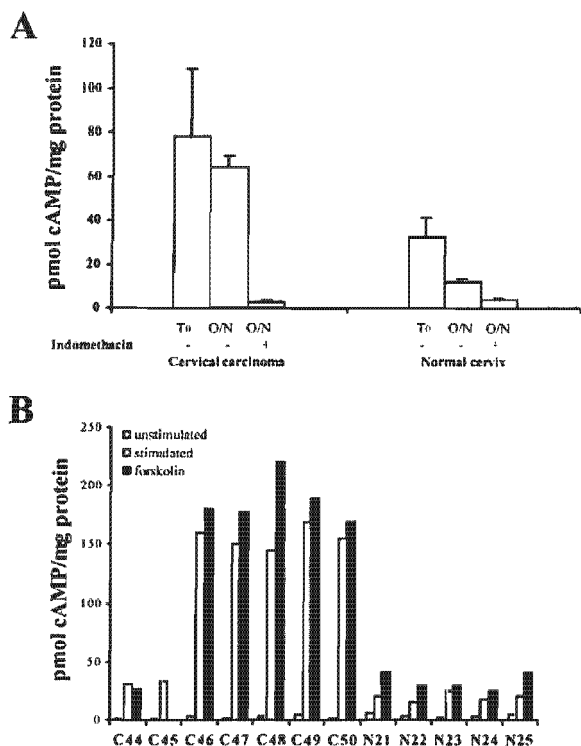 A
pmol cAMP/mg protein
120
100
80
60
40
20
0
T0 O/N O/N T0 O/N O/N
Indomethacin - - + - - +
Cervical carcinoma Normal cervix
B
pmol cAMP/mg protein
250
200
150
100
50
0
unstimulated
stimulated
forskolin
C44 C45 C46 C47 C48 C49 C50 N21 N22 N23 N24 N25